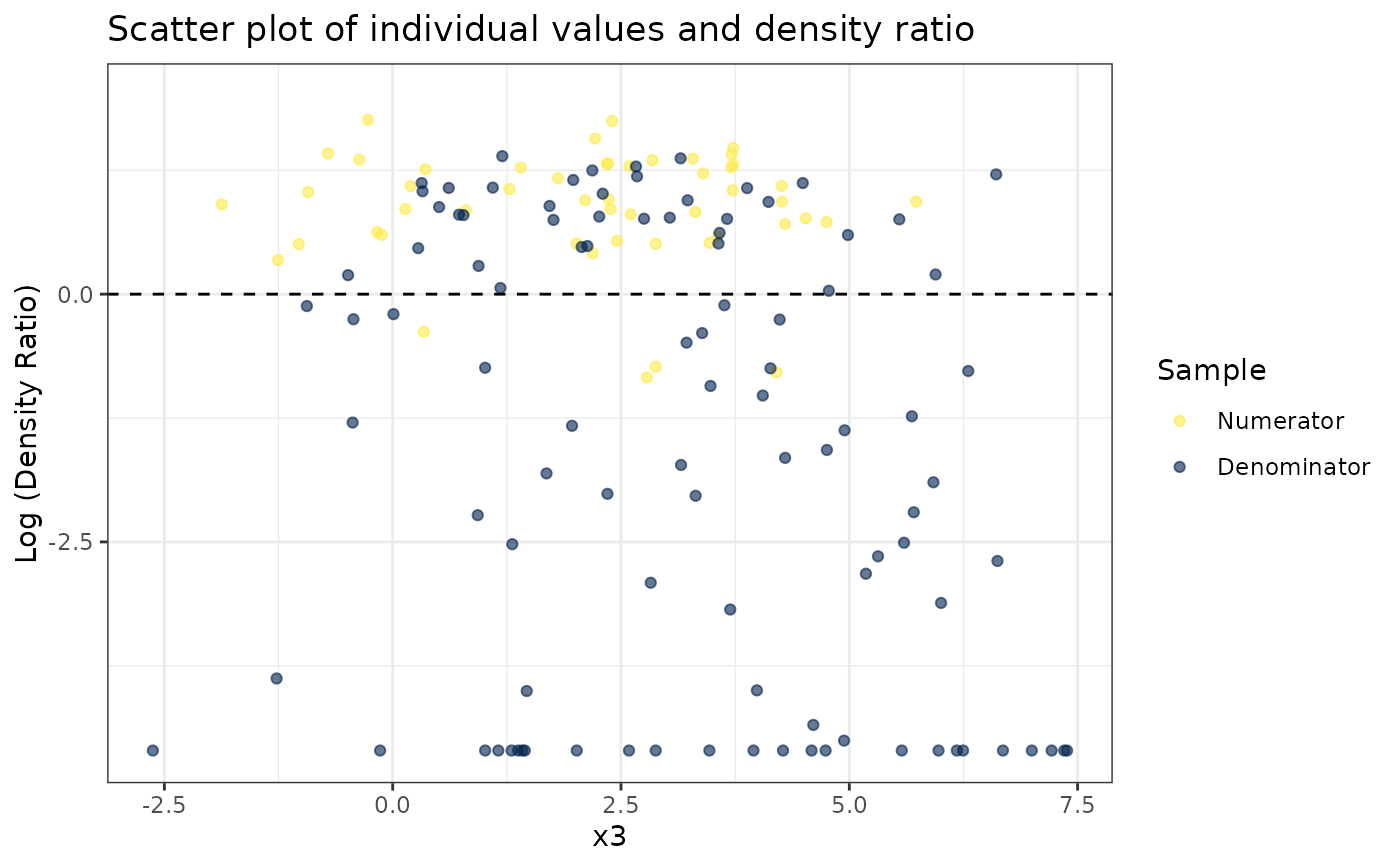 Scatter plot of individual values and density ratio
Log (Density Ratio)
0.0
-2.5
-2.5
0.0
2.5
5.0
7.5
x3
Sample
Numerator
Denominator